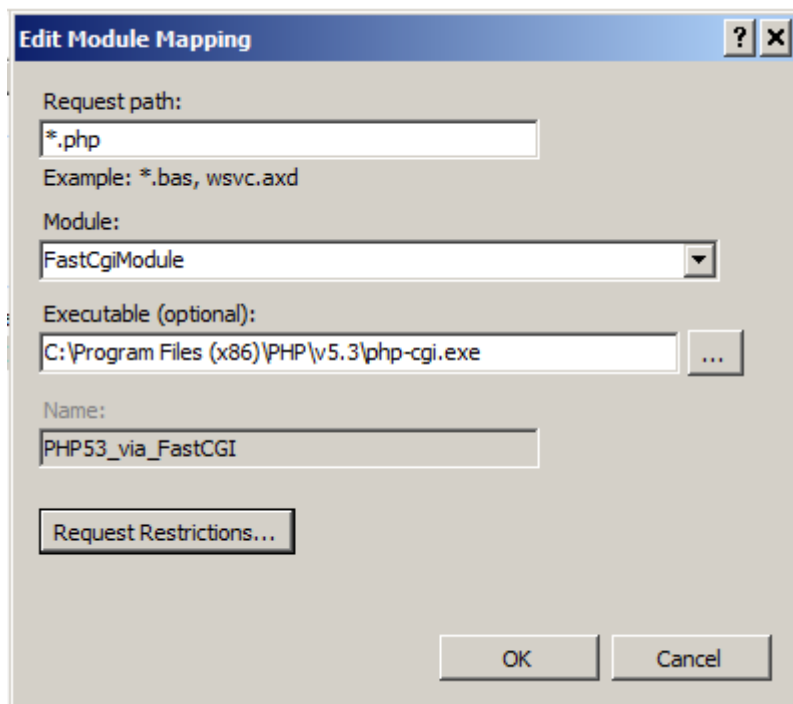 Edit Module Mapping
Request path:
*.php
Example: *.bas, wsvc.axd
Module:
FastCgiModule
Executable (optional):
C:\Program Files (x86)\PHP\v5.3\php-cgi.exe
...
Name:
PHP53_via_FastCGI
Request Restrictions...
OK
Cancel